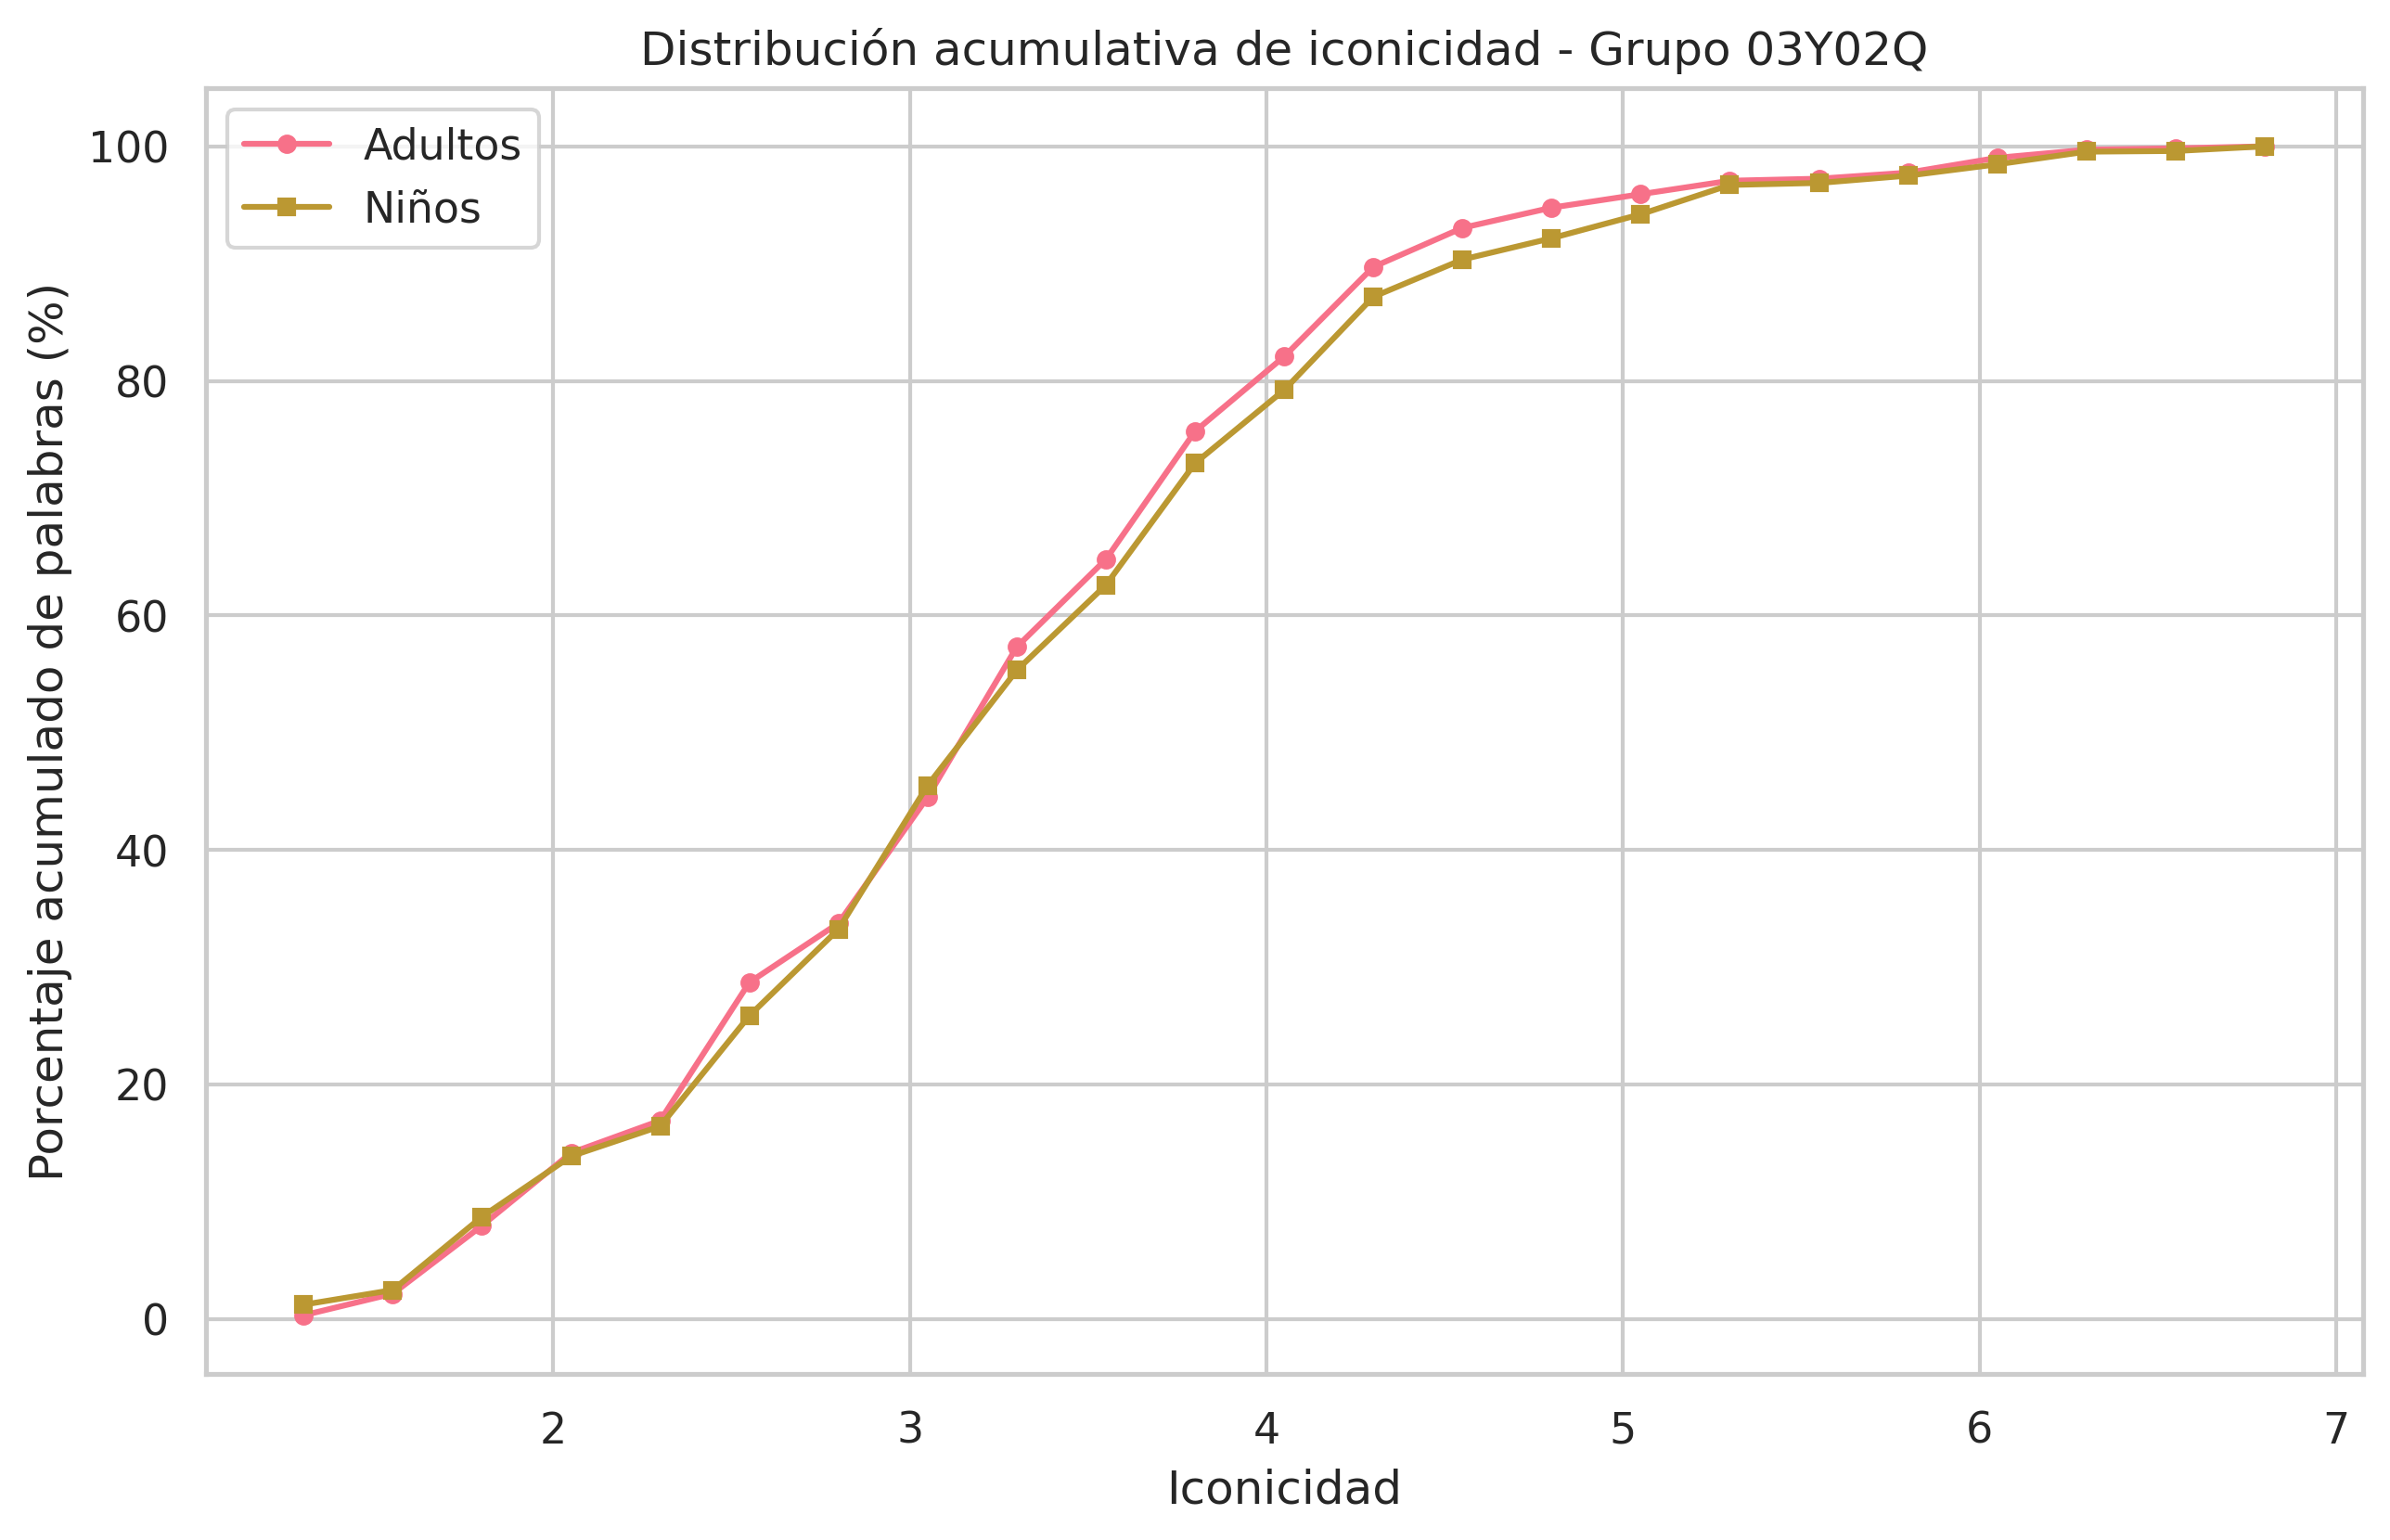 Distribución acumulativa de iconicidad - Grupo 03Y02Q
Adultos
Niños
Porcentaje acumulado de palabras (%)
100
80
60
40
20
0
2 3 4 5 6 7
Iconicidad